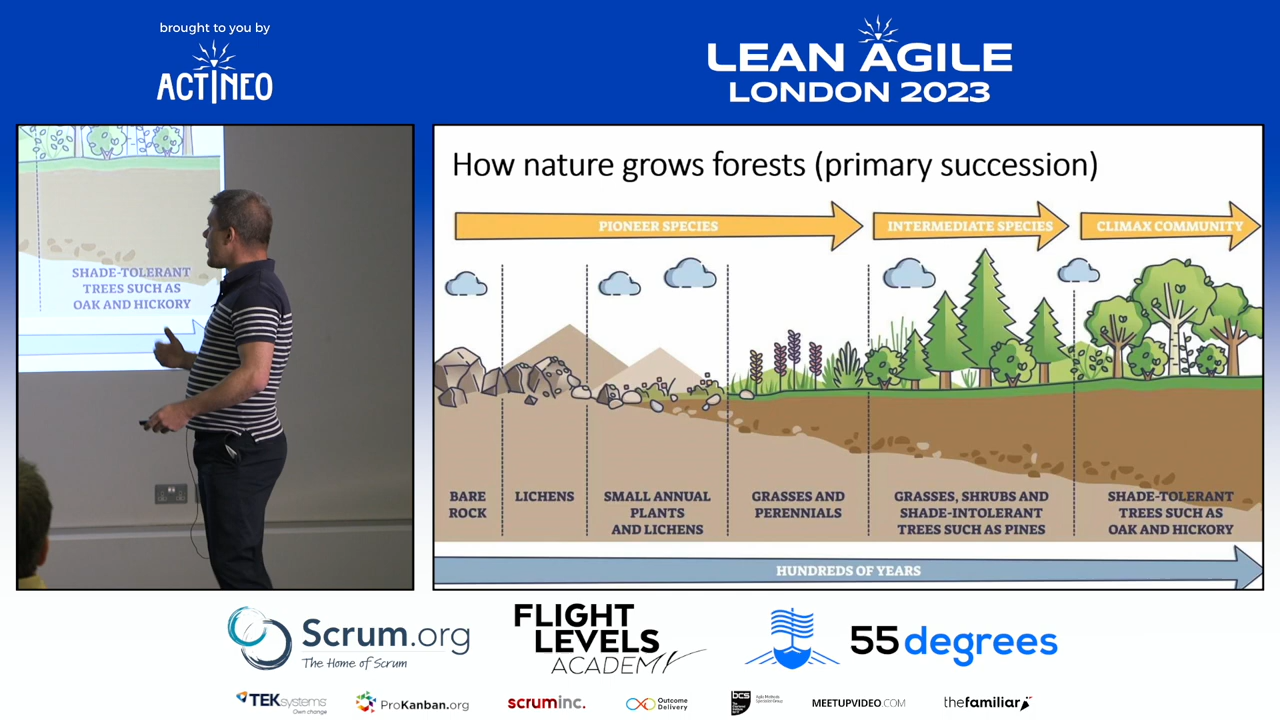 brought to you by
ACTINEO
LEAN AGILE
LONDON 2023
SHADE-TOLERANT
TREES SUCH AS
OAK AND HICKORY
How nature grows forests (primary succession)
PIONEER SPECIES
INTERMEDIATE SPECIES
CLIMAX COMMUNITY
BARE
ROCK
LICHENS
SMALL ANNUAL
PLANTS
AND LICHENS
GRASSES AND
PERENNIALS
GRASSES, SHRUBS AND
SHADE-INTOLERANT
TREES SUCH AS PINES
SHADE-TOLERANT
TREES SUCH AS
OAK AND HICKORY
HUNDREDS OF YEARS
Scrum.org
The Home of Scrum
FLIGHT
LEVELS
ACADEMY
55 degrees
TEKsystems
Own change
ProKanban.org
scruminc.
Outcome
Delivery
bcs
MEETUPVIDEO.COM
thefamiliar